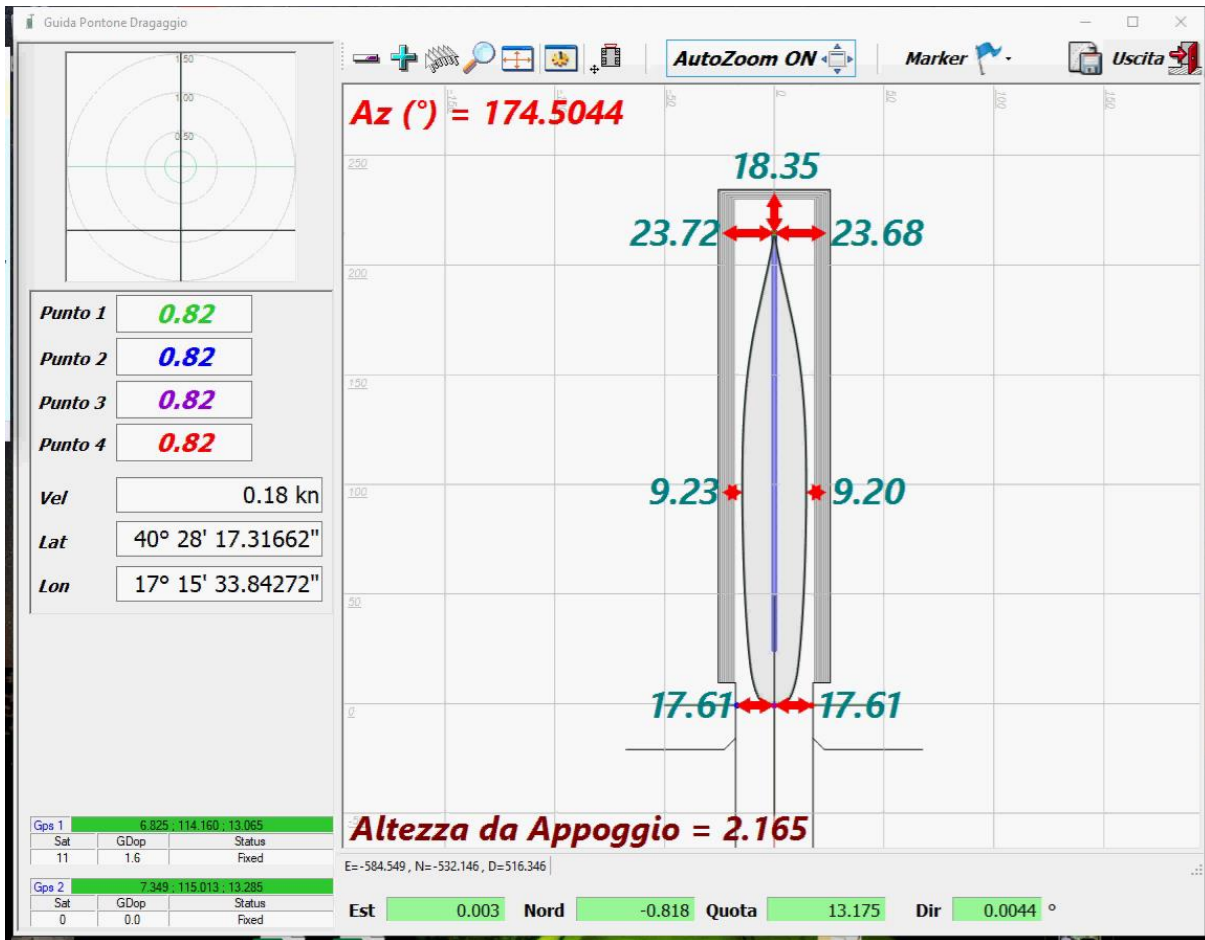 Guida Pontone Dragaggio
AutoZoom ON
Marker
Uscita
1.50
1.00
0.50
Punto 1 0.82
Punto 2 0.82
Punto 3 0.82
Punto 4 0.82
Vel 0.18 kn
Lat 40° 28' 17.31662"
Lon 17° 15' 33.84272"
Gps 1 6.825 ; 114.160 ; 13.065
Sat GDop Status
11 1.6 Fixed
Gps 2 7.349 ; 115.013 ; 13.285
Sat GDop Status
0 0.0 Fixed
Az (°) = 174.5044
-50 0 50 100 150
250
18.35
23.72 23.68
200
150
9.23 9.20
100
50
17.61 17.61
0
Altezza da Appoggio = 2.165
E=-584.549 , N=-532.146 , D=516.346
Est 0.003 Nord -0.818 Quota 13.175 Dir 0.0044 °